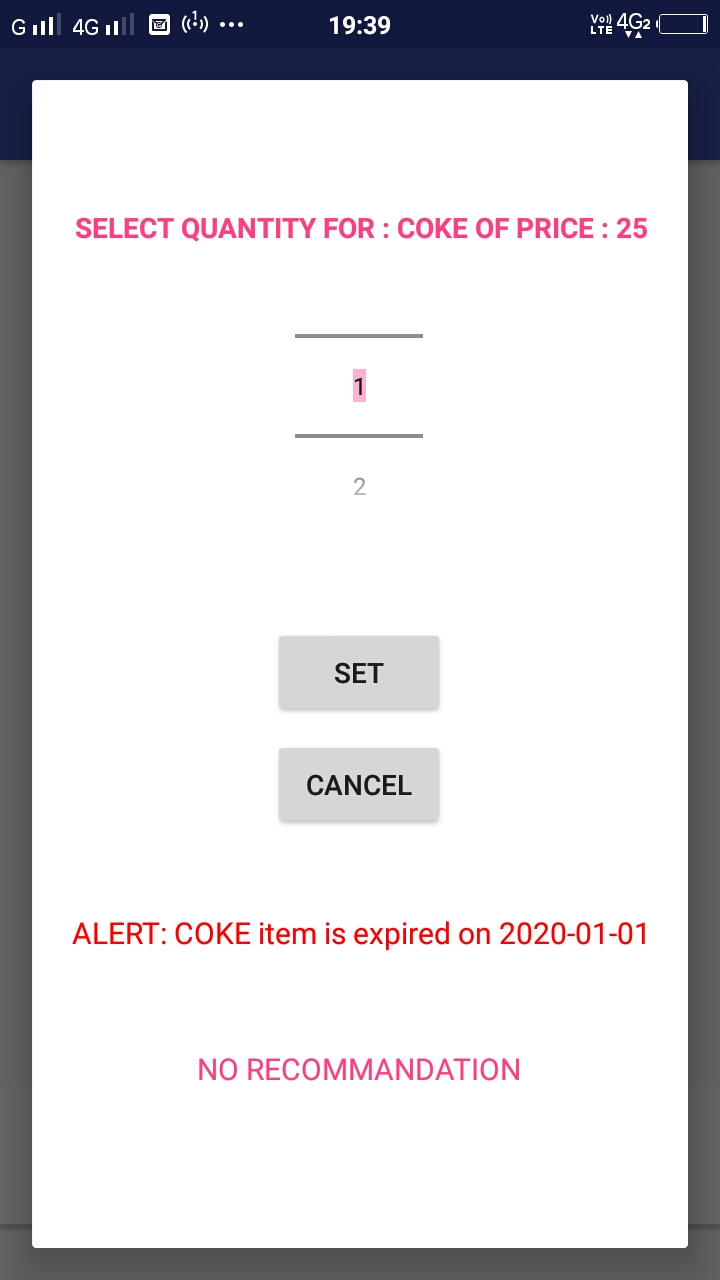 G 4G 1 19:39 Vo)) LTE 4G2
SELECT QUANTITY FOR : COKE OF PRICE : 25
1
2
SET
CANCEL
ALERT: COKE item is expired on 2020-01-01
NO RECOMMANDATION